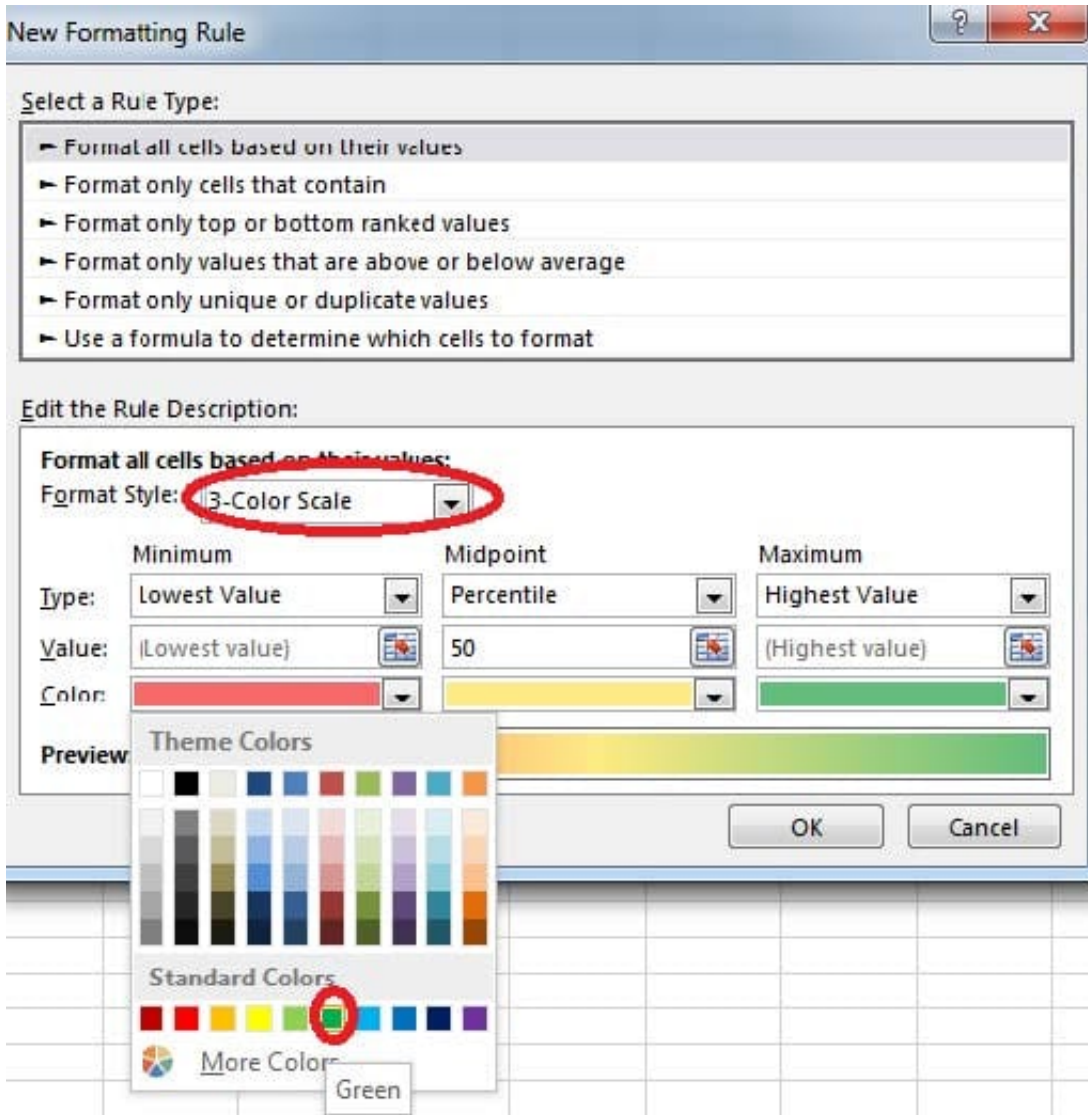 New Formatting Rule
Select a Rule Type:
► Format all cells based on their values
► Format only cells that contain
► Format only top or bottom ranked values
► Format only values that are above or below average
► Format only unique or duplicate values
► Use a formula to determine which cells to format
Edit the Rule Description:
Format all cells based on their values:
Format Style: 3-Color Scale
Minimum Midpoint Maximum
Type: Lowest Value Percentile Highest Value
Value: (Lowest value) 50 (Highest value)
Color:
Preview
Theme Colors
OK Cancel
Standard Colors
More Colors
Green